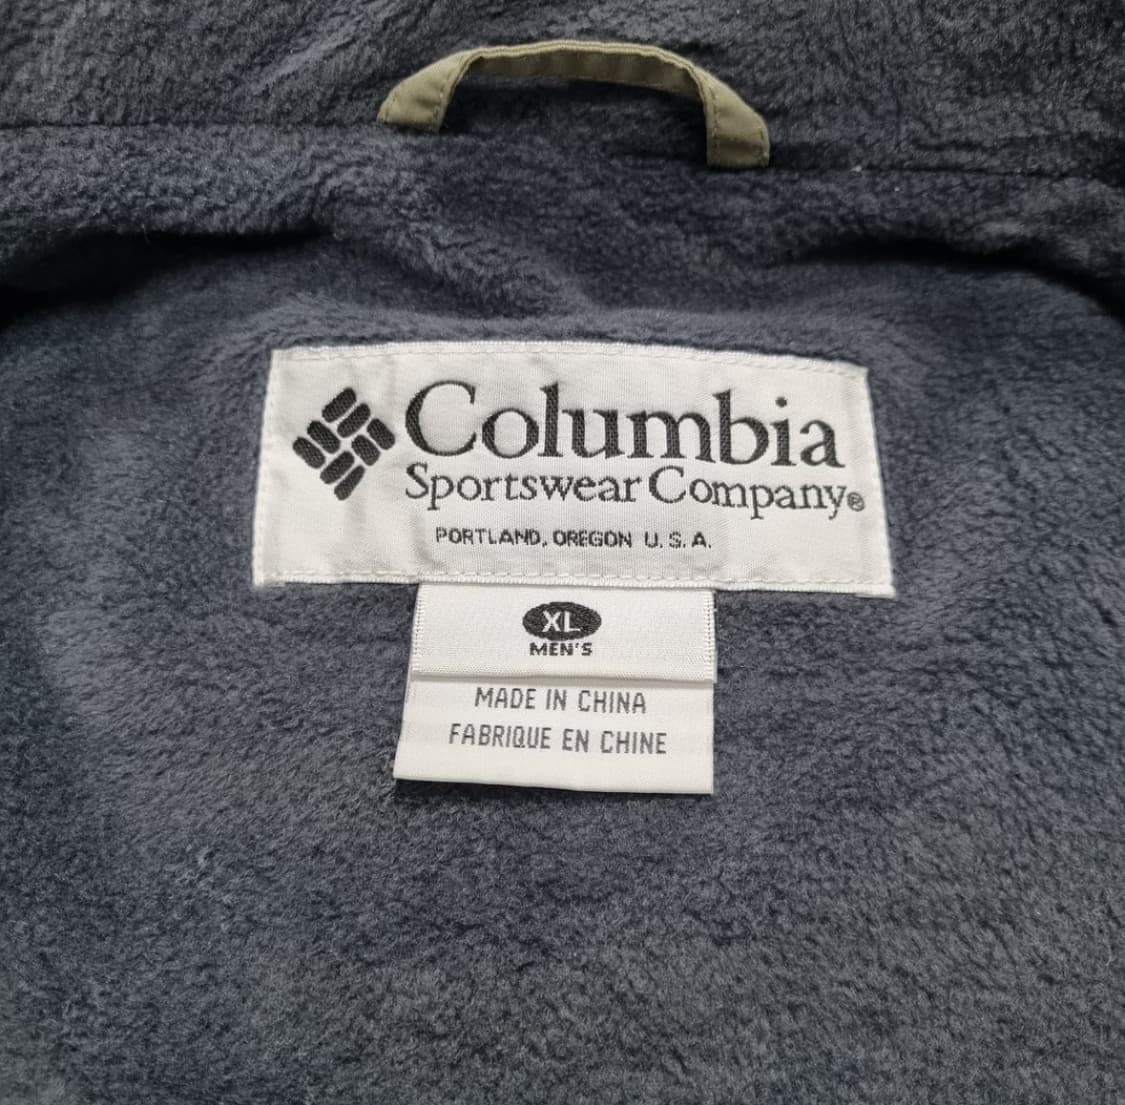 Columbia
Sportswear Company®
PORTLAND, OREGON U.S.A.
XL
MEN'S
MADE IN CHINA
FABRIQUE EN CHINE